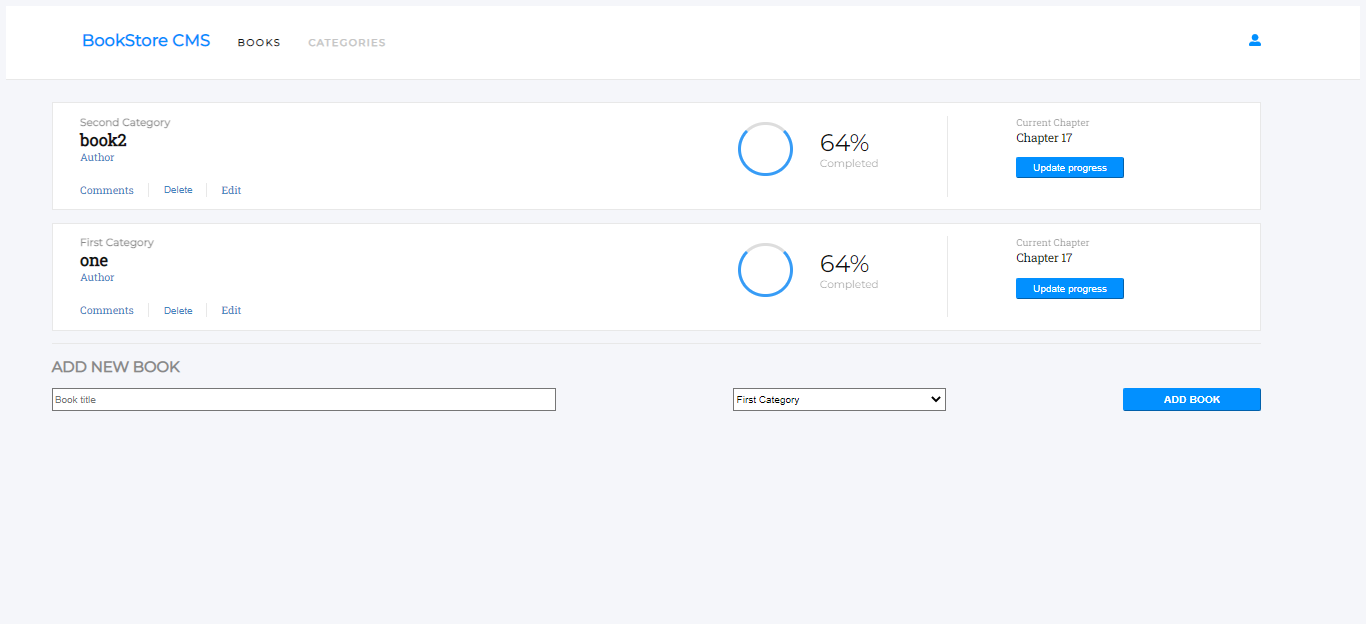 BookStore CMS BOOKS CATEGORIES
Second Category
book2
Author
Comments Delete Edit
64%
Completed
Current Chapter
Chapter 17
Update progress
First Category
one
Author
Comments Delete Edit
64%
Completed
Current Chapter
Chapter 17
Update progress
ADD NEW BOOK
Book title First Category ADD BOOK